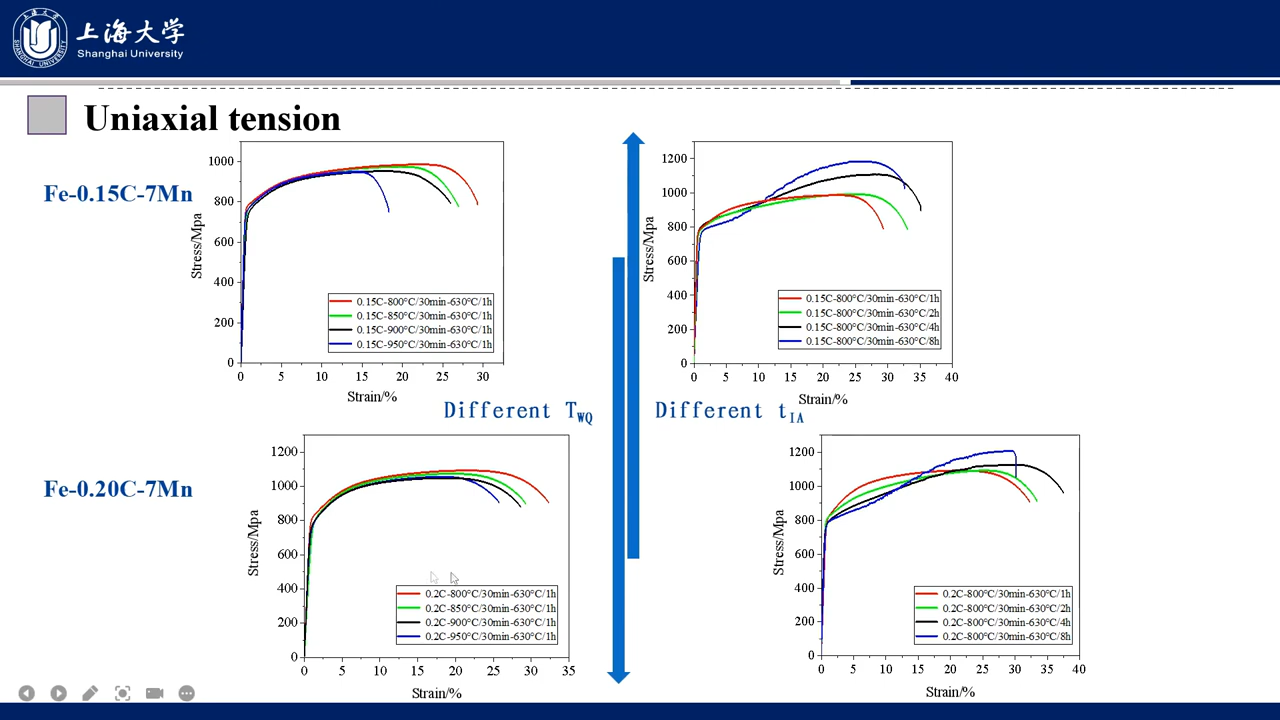 上海大学
Shanghai University
SHANGHAI UNIVERSITY
Uniaxial tension
Fe-0.15C-7Mn
Stress/Mpa
1000
800
600
400
200
0
0 5 10 15 20 25 30
Strain/%
0.15C-800°C/30min-630°C/1h
0.15C-850°C/30min-630°C/1h
0.15C-900°C/30min-630°C/1h
0.15C-950°C/30min-630°C/1h
Stress/Mpa
1200
1000
800
600
400
200
0
0 5 10 15 20 25 30 35 40
Strain/%
0.15C-800°C/30min-630°C/1h
0.15C-800°C/30min-630°C/2h
0.15C-800°C/30min-630°C/4h
0.15C-800°C/30min-630°C/8h
Different TWQ
Different tIA
Fe-0.20C-7Mn
Stress/Mpa
1200
1000
800
600
400
200
0
0 5 10 15 20 25 30 35
Strain/%
0.2C-800°C/30min-630°C/1h
0.2C-850°C/30min-630°C/1h
0.2C-900°C/30min-630°C/1h
0.2C-950°C/30min-630°C/1h
Stress/Mpa
1200
1000
800
600
400
200
0
0 5 10 15 20 25 30 35 40
Strain/%
0.2C-800°C/30min-630°C/1h
0.2C-800°C/30min-630°C/2h
0.2C-800°C/30min-630°C/4h
0.2C-800°C/30min-630°C/8h